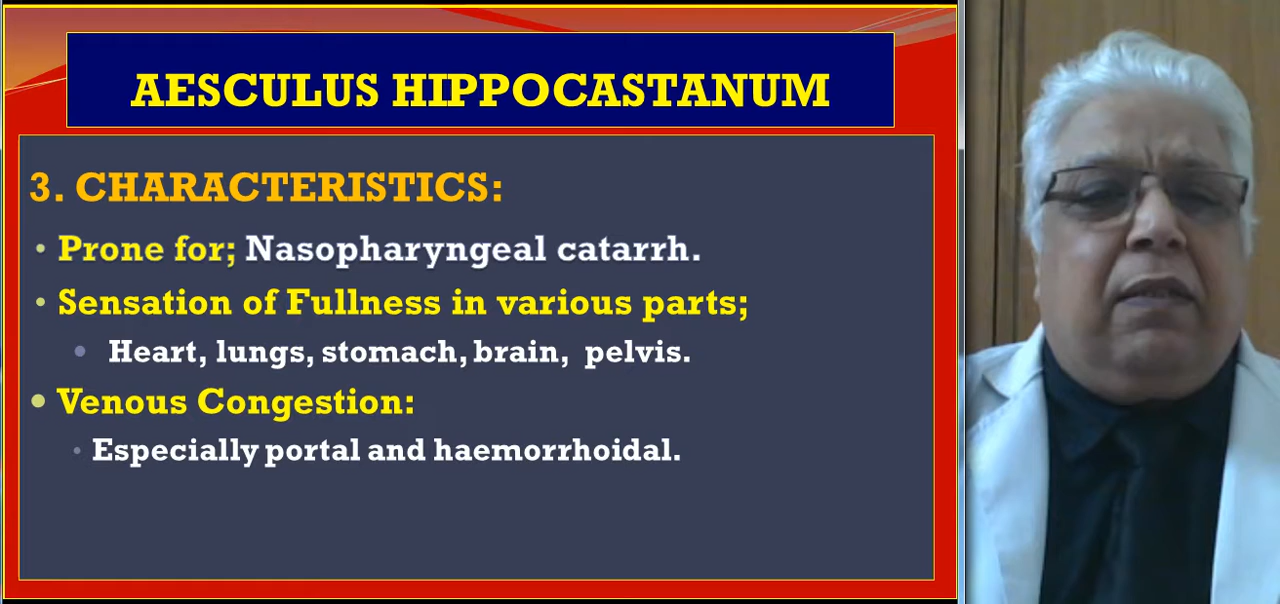 AESCULUS HIPPOCASTANUM
3. CHARACTERISTICS:
• Prone for; Nasopharyngeal catarrh.
• Sensation of Fullness in various parts;
• Heart, lungs, stomach, brain, pelvis.
• Venous Congestion:
• Especially portal and haemorrhoidal.